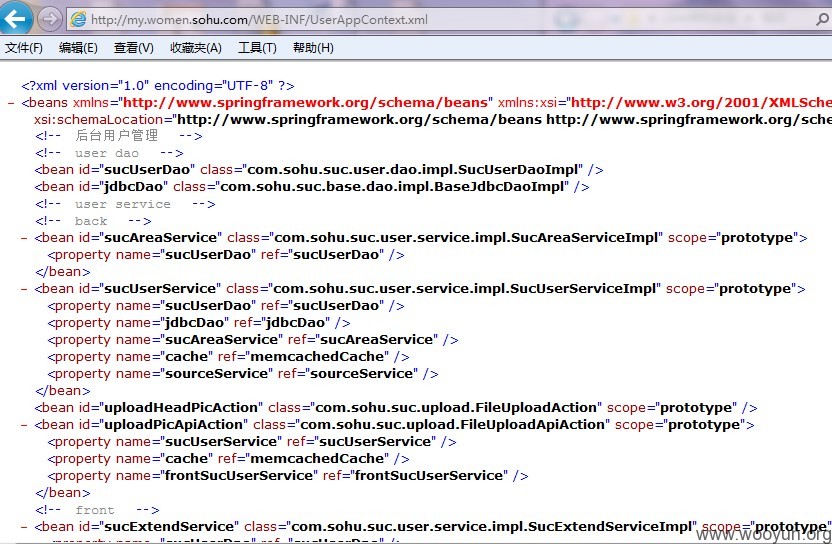 http://my.women.sohu.com/WEB-INF/UserAppContext.xml
文件(F) 编辑(E) 查看(V) 收藏夹(A) 工具(T) 帮助(H)
<?xml version="1.0" encoding="UTF-8" ?>
- <beans xmlns="http://www.springframework.org/schema/beans" xmlns:xsi="http://www.w3.org/2001/XMLSche
xsi:schemaLocation="http://www.springframework.org/schema/beans http://www.springframework.org/sche
<!-- 后台用户管理 -->
<!-- user dao -->
<bean id="sucUserDao" class="com.sohu.suc.user.dao.impl.SucUserDaoImpl" />
<bean id="jdbcDao" class="com.sohu.suc.base.dao.impl.BaseJdbcDaoImpl" />
<!-- user service -->
<!-- back -->
- <bean id="sucAreaService" class="com.sohu.suc.user.service.impl.SucAreaServiceImpl" scope="prototype">
<property name="sucUserDao" ref="sucUserDao" />
</bean>
- <bean id="sucUserService" class="com.sohu.suc.user.service.impl.SucUserServiceImpl" scope="prototype">
<property name="sucUserDao" ref="sucUserDao" />
<property name="jdbcDao" ref="jdbcDao" />
<property name="sucAreaService" ref="sucAreaService" />
<property name="cache" ref="memcachedCache" />
<property name="sourceService" ref="sourceService" />
</bean>
<bean id="uploadHeadPicAction" class="com.sohu.suc.upload.FileUploadAction" scope="prototype" />
- <bean id="uploadPicApiAction" class="com.sohu.suc.upload.FileUploadApiAction" scope="prototype">
<property name="sucUserService" ref="sucUserService" />
<property name="cache" ref="memcachedCache" />
<property name="frontSucUserService" ref="frontSucUserService" />
</bean>
<!-- front -->
- <bean id="sucExtendService" class="com.sohu.suc.user.service.impl.SucExtendServiceImpl" scope="prototype
<property name="sucUserDao" ref="sucUserDao" />
www.wooyun.org